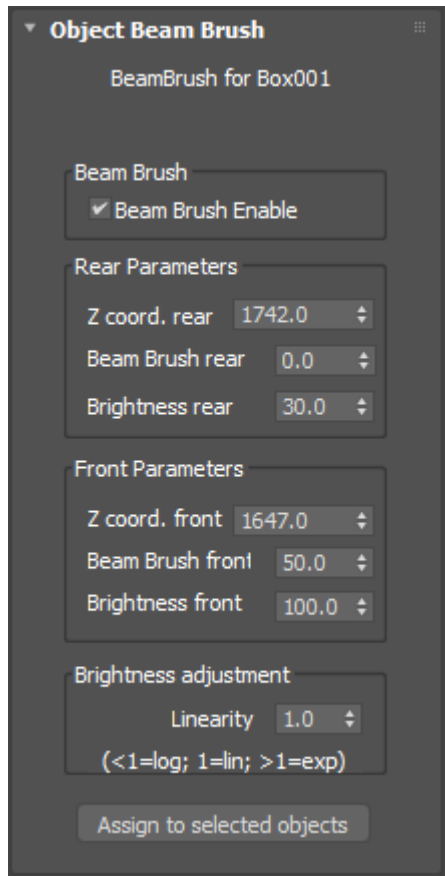 Object Beam Brush
BeamBrush for Box001
Beam Brush
Beam Brush Enable
Rear Parameters
Z coord. rear 1742.0
Beam Brush rear 0.0
Brightness rear 30.0
Front Parameters
Z coord. front 1647.0
Beam Brush front 50.0
Brightness front 100.0
Brightness adjustment
Linearity 1.0
(<1=log; 1=lin; >1=exp)
Assign to selected objects